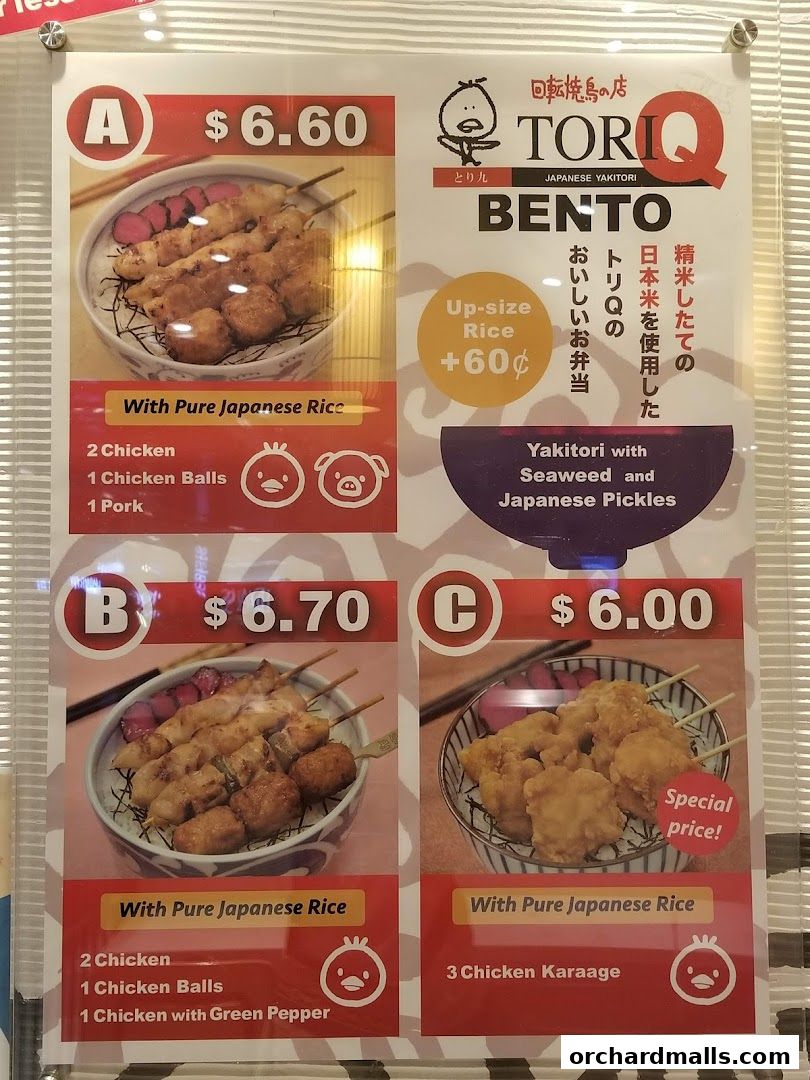 A
$ 6.60
With Pure Japanese Rice
2 Chicken
1 Chicken Balls
1 Pork
回転焼鳥の店
TORIQ
とり九
JAPANESE YAKITORI
BENTO
精米したての
日本米を使用した
トリQの
おいしいお弁当
Up-size
Rice
+60¢
Yakitori with
Seaweed and
Japanese Pickles
B
$ 6.70
With Pure Japanese Rice
2 Chicken
1 Chicken Balls
1 Chicken with Green Pepper
C
$ 6.00
Special
price!
With Pure Japanese Rice
3 Chicken Karaage
orchardmalls.com